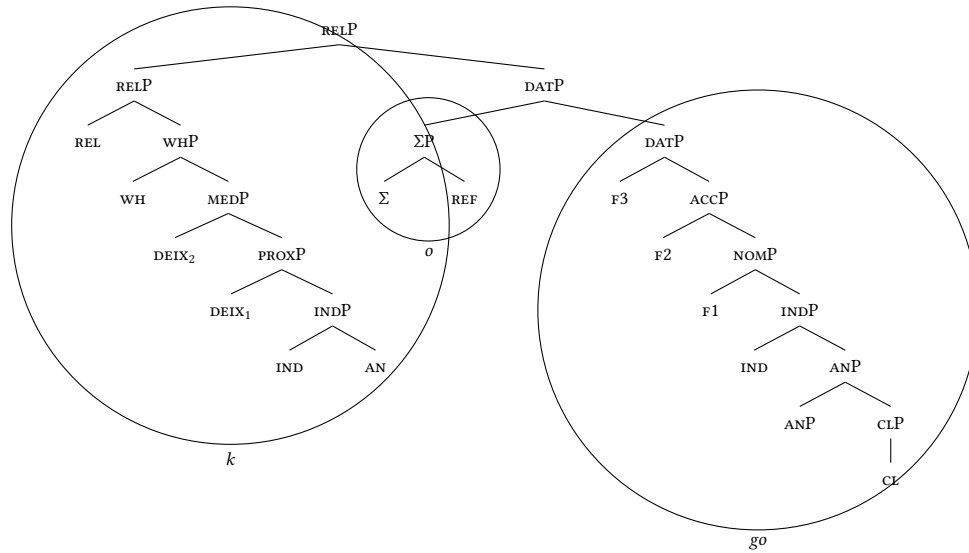 RELP
RELP DATP
REL WHP ΣP DATP
WH MEDP Σ REF F3 ACCP
DEIX₂ PROXP o F2 NOMP
DEIX₁ INDP F1 INDP
IND AN IND ANP
ANP CLP
k
CL
go